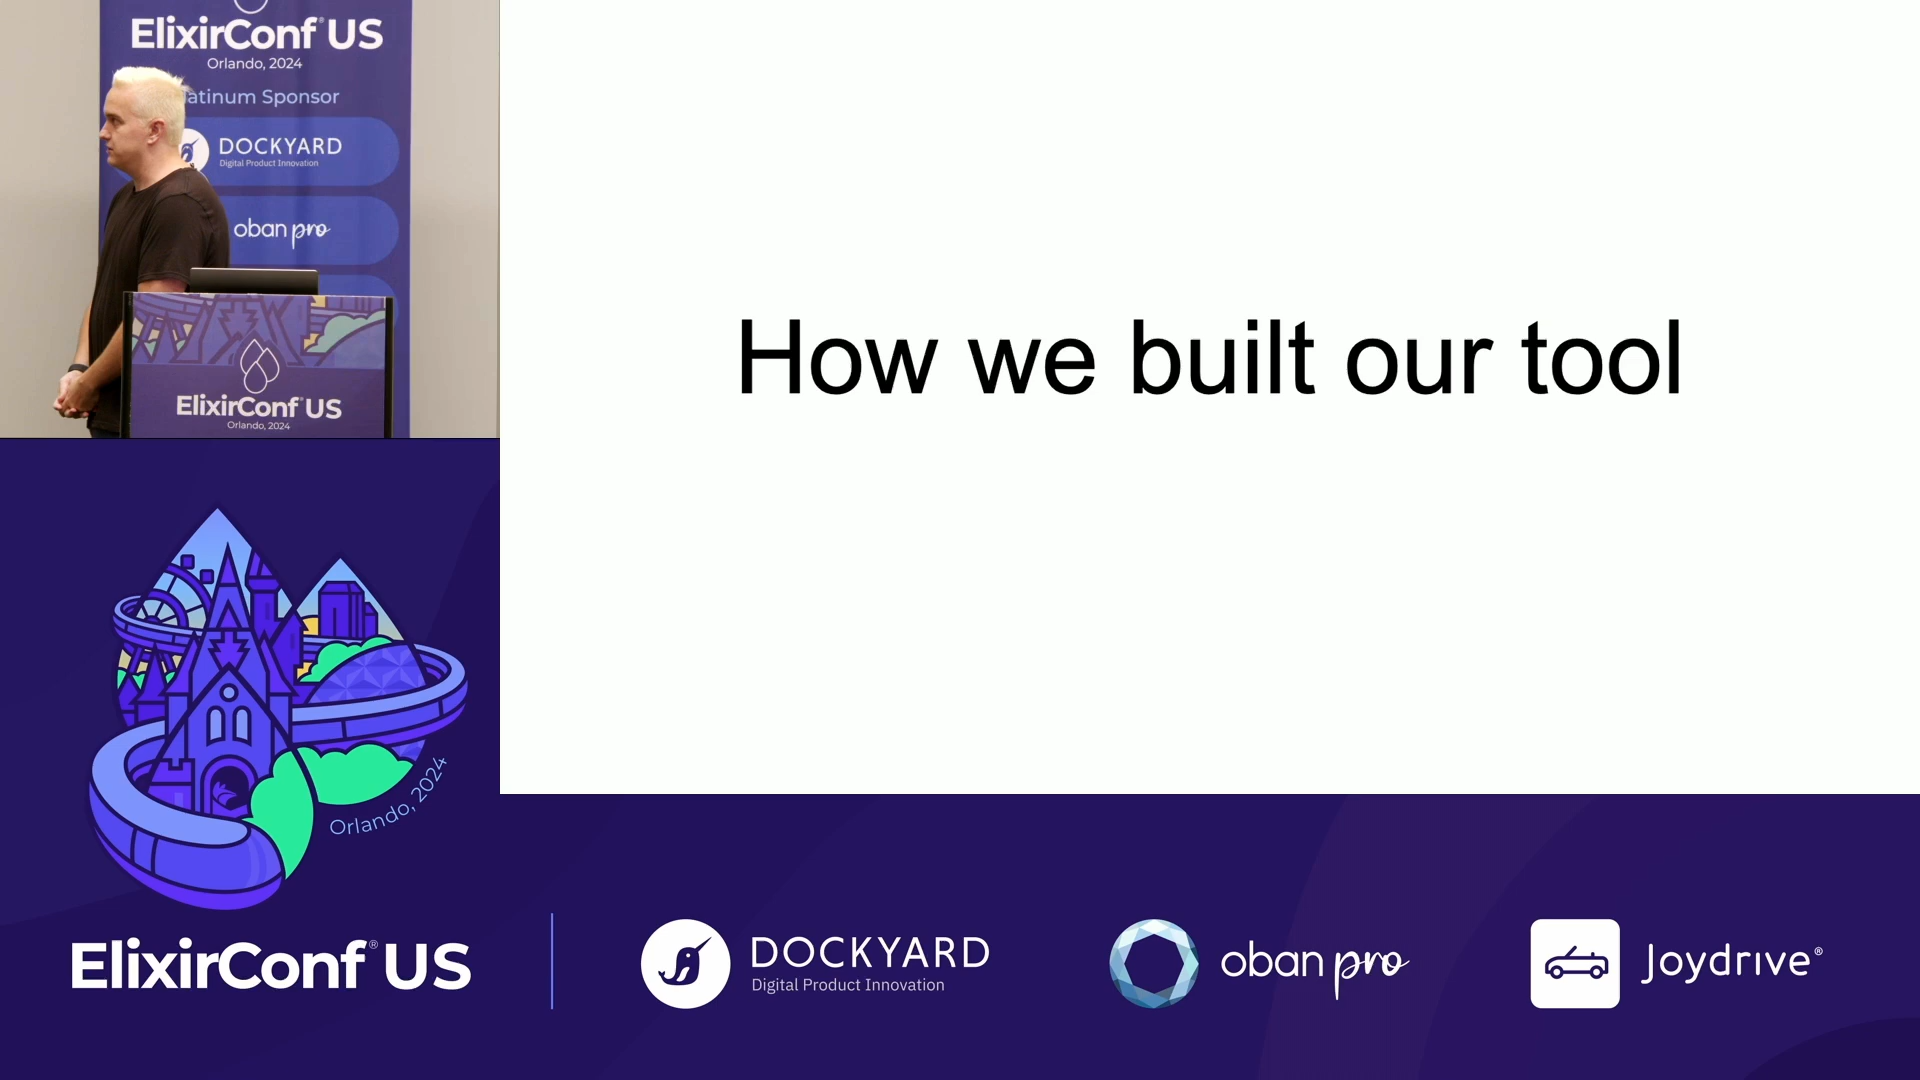 ElixirConf® US
Orlando, 2024
atinum Sponsor
DOCKYARD
Digital Product Innovation
oban pro
ElixirConf® US
Orlando, 2024
How we built our tool
Orlando, 2024
ElixirConf® US
DOCKYARD
Digital Product Innovation
oban pro
Joydrive®